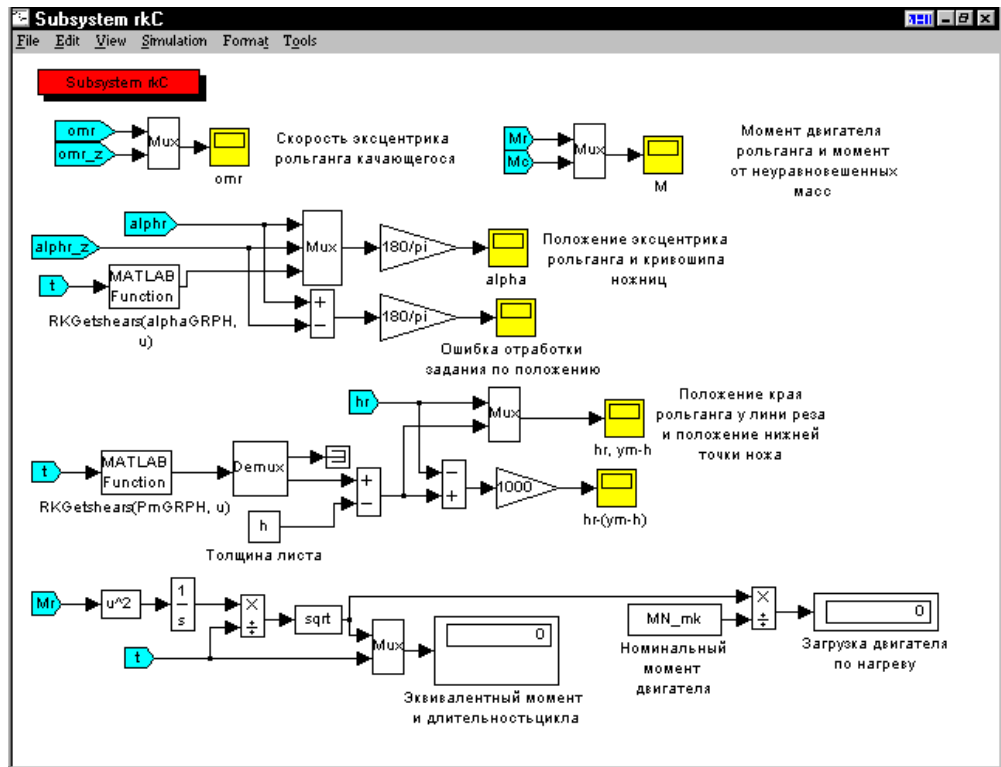 Subsystem rkC
File Edit View Simulation Format Tools
Subsystem rkC
omr
omr_z
Mux
omr
Скорость эксцентрика
рольганга качающегося
Mr
Mc
Mux
M
Момент двигателя
рольганга и момент
от неуравновешенных
масс
alphr
alphr_z
t
MATLAB
Function
RKGetshears(alphaGRPH,
u)
Mux
180/pi
alpha
Положение эксцентрика
рольганга и кривошипа
ножниц
+
−
180/pi
Ошибка отработки
задания по положению
hr
Mux
hr, ym-h
Положение края
рольганга у лини реза
и положение нижней
точки ножа
t
MATLAB
Function
RKGetshears(PmGRPH, u)
Demux
+
−
h
Толщина листа
−
+
1000
hr-(ym-h)
Mr
u^2
1
s
×
÷
sqrt
t
Mux
0
Эквивалентный момент
и длительностьцикла
MN_mk
Номинальный
момент
двигателя
×
÷
0
Загрузка двигателя
по нагреву